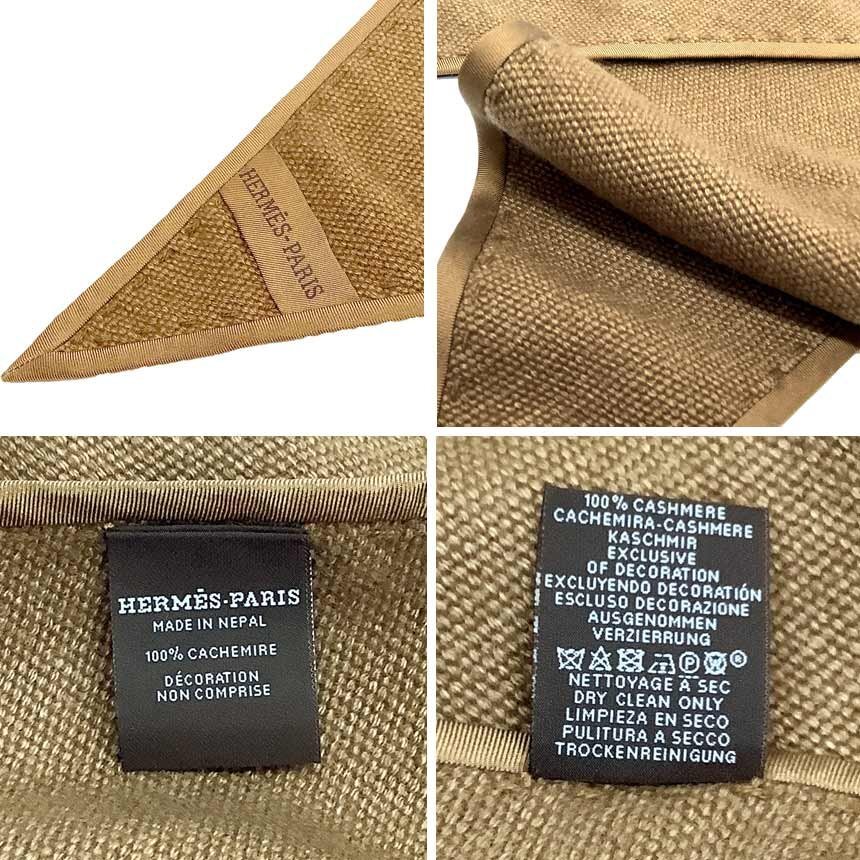 HERMÈS-PARIS
HERMÈS-PARIS
MADE IN NEPAL
100% CACHEMIRE
DÉCORATION
NON COMPRISE
100% CASHMERE
CACHEMIRA-CASHMERE
KASCHMIR
EXCLUSIVE
OF DECORATION
EXCLUYENDO DECORATIÓN
ESCLUSO DECORAZIONE
AUSGENOMMEN
VERZIERRUNG
P W ®
NETTOYAGE À SEC
DRY CLEAN ONLY
LIMPIEZA EN SECO
PULITURA A SECCO
TROCKENREINIGUNG